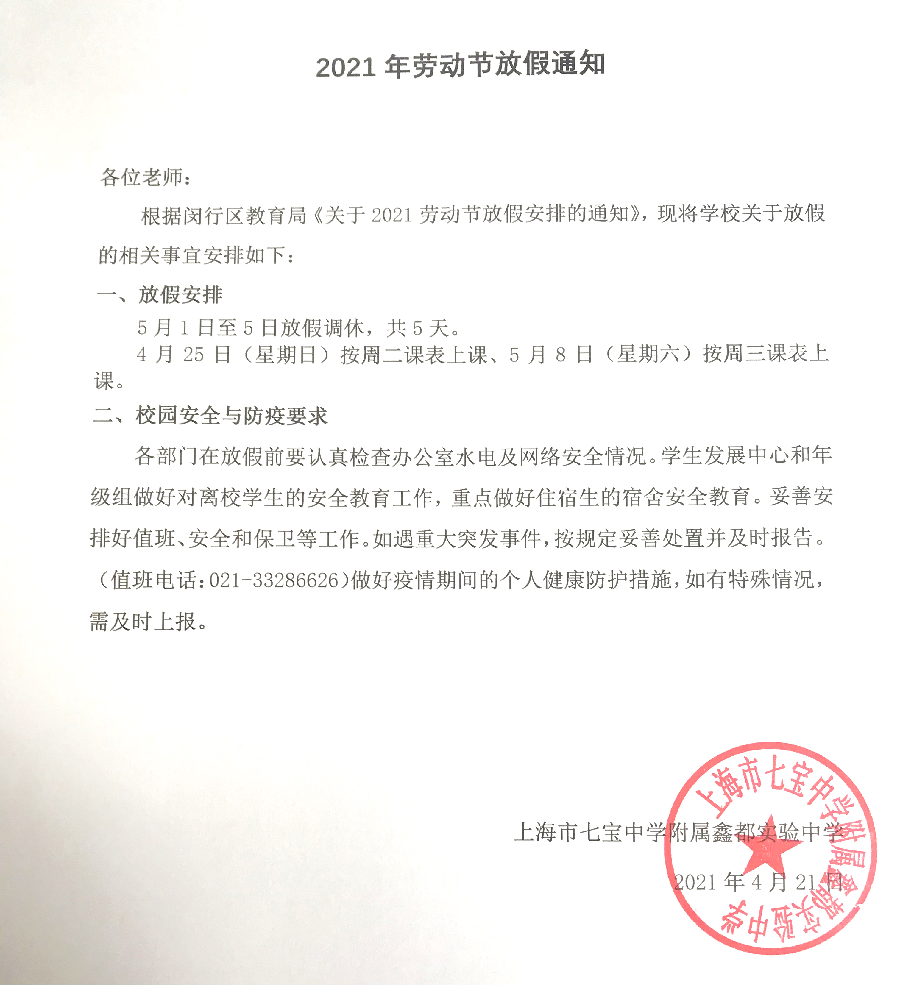 2021 年劳动节放假通知
各位老师：
根据闵行区教育局《关于 2021 劳动节放假安排的通知》，现将学校关于放假
的相关事宜安排如下：
一、放假安排
5 月 1 日至 5 日放假调休，共 5 天。
4 月 25 日（星期日）按周二课表上课、5 月 8 日（星期六）按周三课表上
课。
二、校园安全与防疫要求
各部门在放假前要认真检查办公室水电及网络安全情况。学生发展中心和年
级组做好对离校学生的安全教育工作，重点做好住宿生的宿舍安全教育。妥善安
排好值班、安全和保卫等工作。如遇重大突发事件，按规定妥善处置并及时报告。
（值班电话：021-33286626）做好疫情期间的个人健康防护措施，如有特殊情况，
需及时上报。
上海市七宝中学附属鑫都实验中学
2021 年 4 月 21 日
上海市七宝中学附属鑫都实验中学